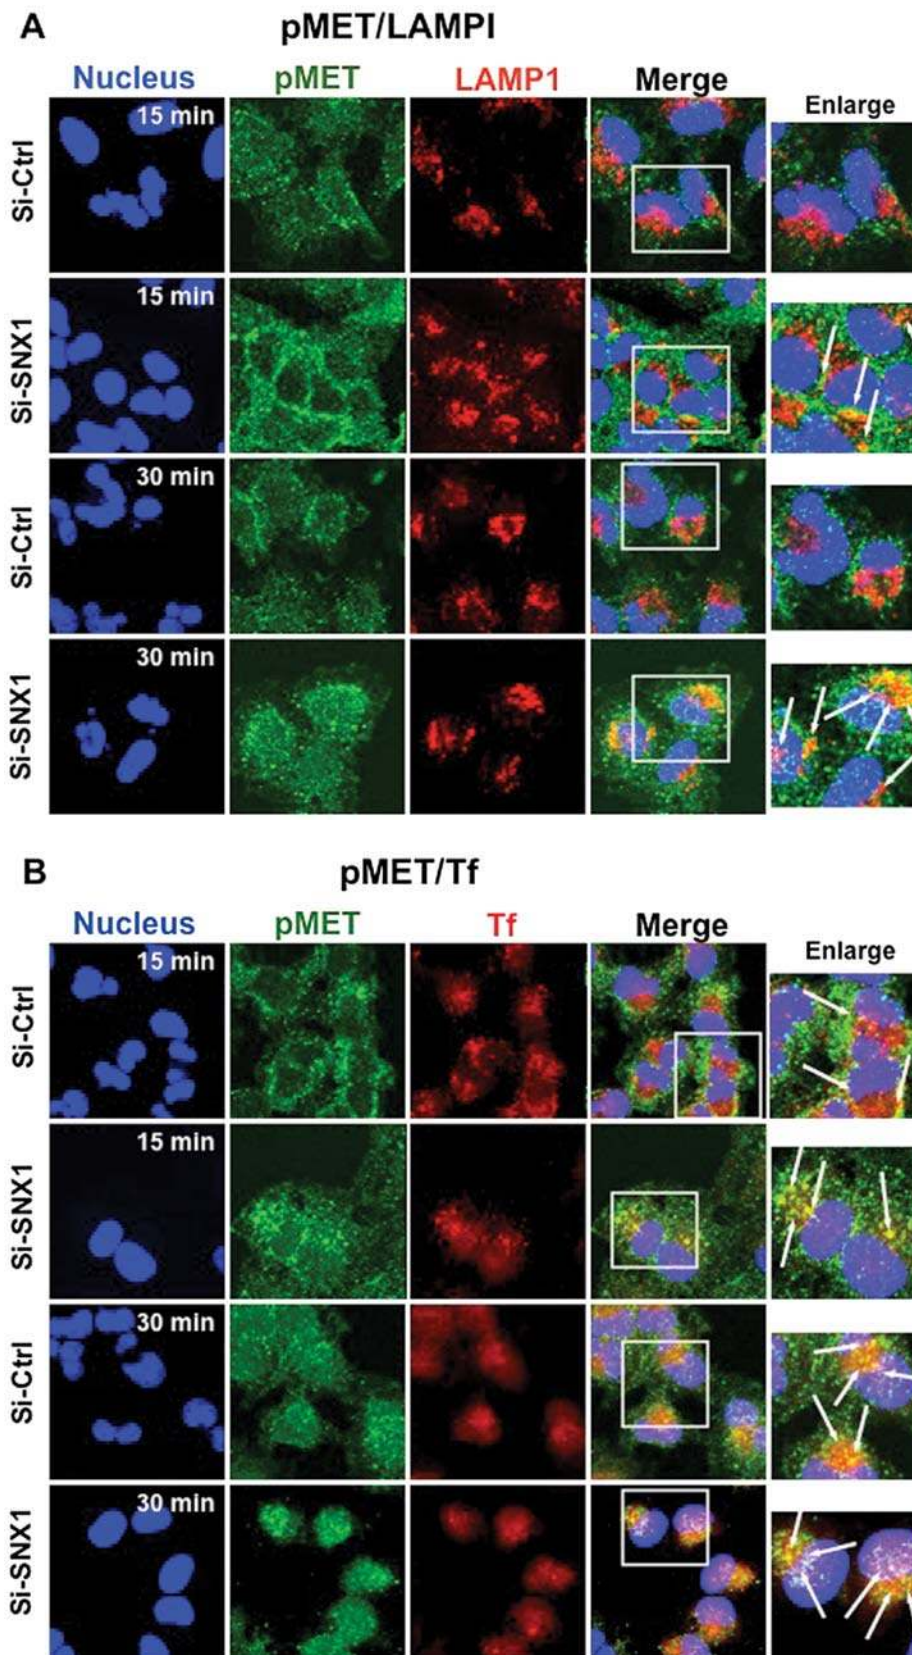 A
pMET/LAMPI
Nucleus pMET LAMP1 Merge Enlarge
Si-Ctrl 15 min
Si-SNX1 15 min
Si-Ctrl 30 min
Si-SNX1 30 min
B
pMET/Tf
Nucleus pMET Tf Merge Enlarge
Si-Ctrl 15 min
Si-SNX1 15 min
Si-Ctrl 30 min
Si-SNX1 30 min